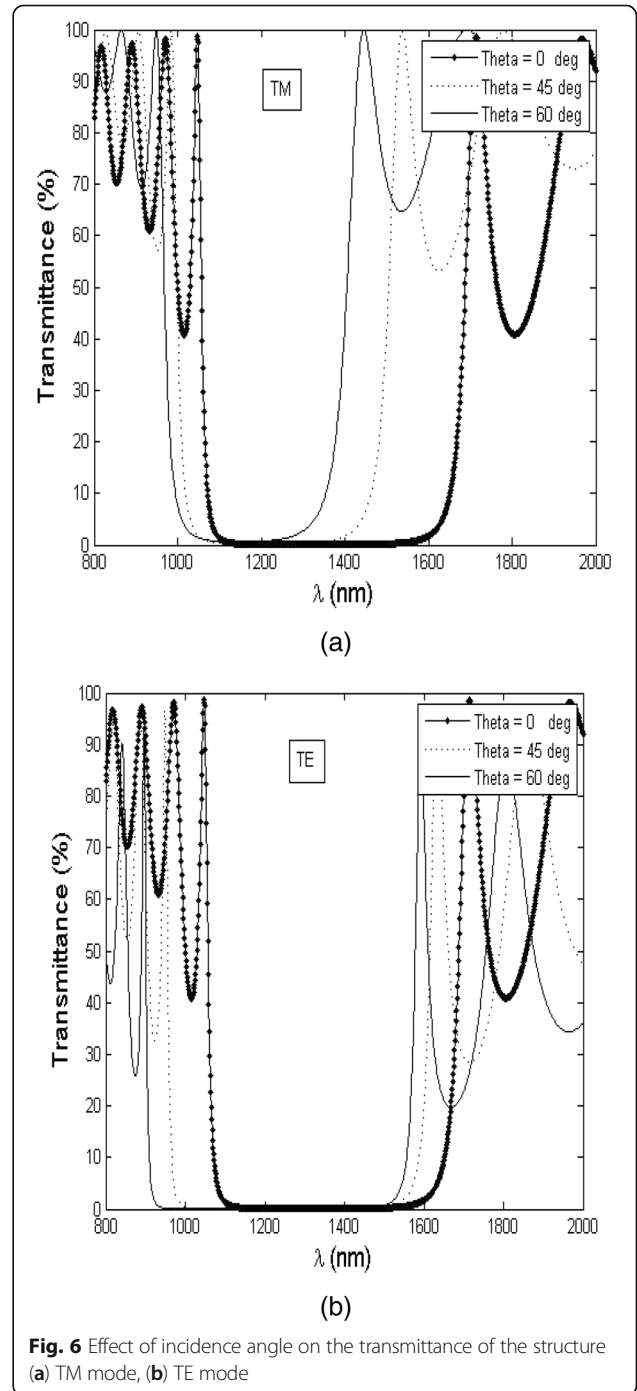 100
90
80
70
60
50
40
30
20
10
0
Transmittance (%)
TM
Theta = 0 deg
Theta = 45 deg
Theta = 60 deg
800 1000 1200 1400 1600 1800 2000
λ (nm)
(a)
100
90
80
70
60
50
40
30
20
10
0
Transmittance (%)
TE
Theta = 0 deg
Theta = 45 deg
Theta = 60 deg
800 1000 1200 1400 1600 1800 2000
λ (nm)
(b)
Fig. 6 Effect of incidence angle on the transmittance of the structure
(a) TM mode, (b) TE mode